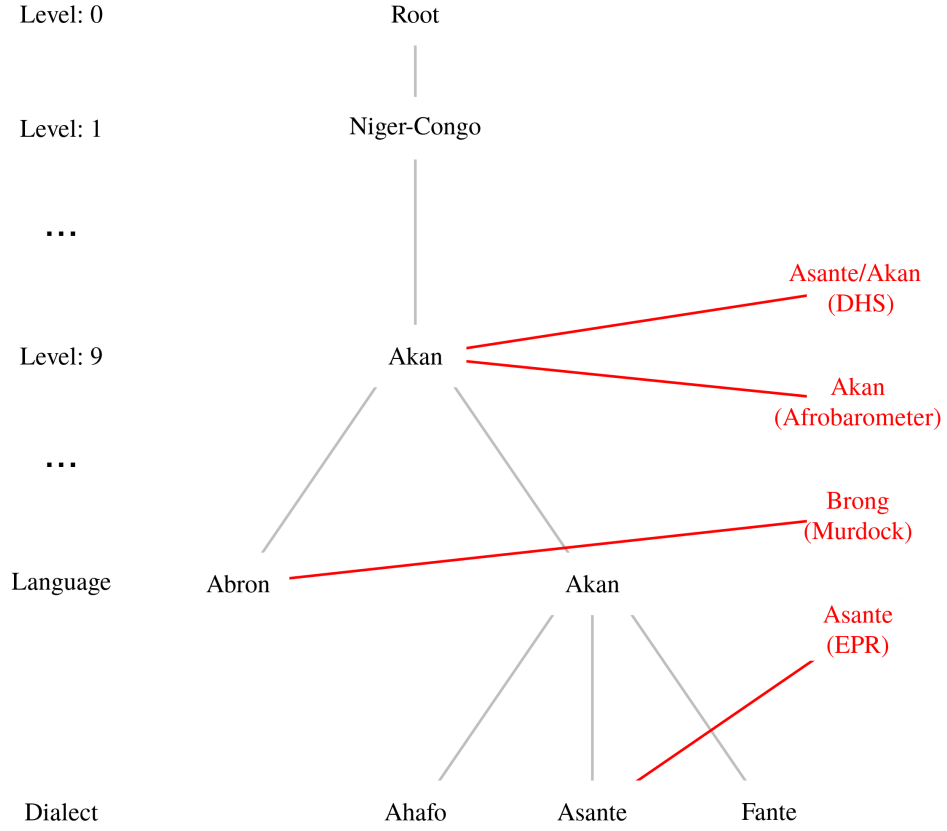 Level: 0
Root
Level: 1
Niger-Congo
...
Asante/Akan
(DHS)
Level: 9
Akan
Akan
(Afrobarometer)
...
Brong
(Murdock)
Language
Abron
Akan
Asante
(EPR)
Dialect
Ahafo
Asante
Fante